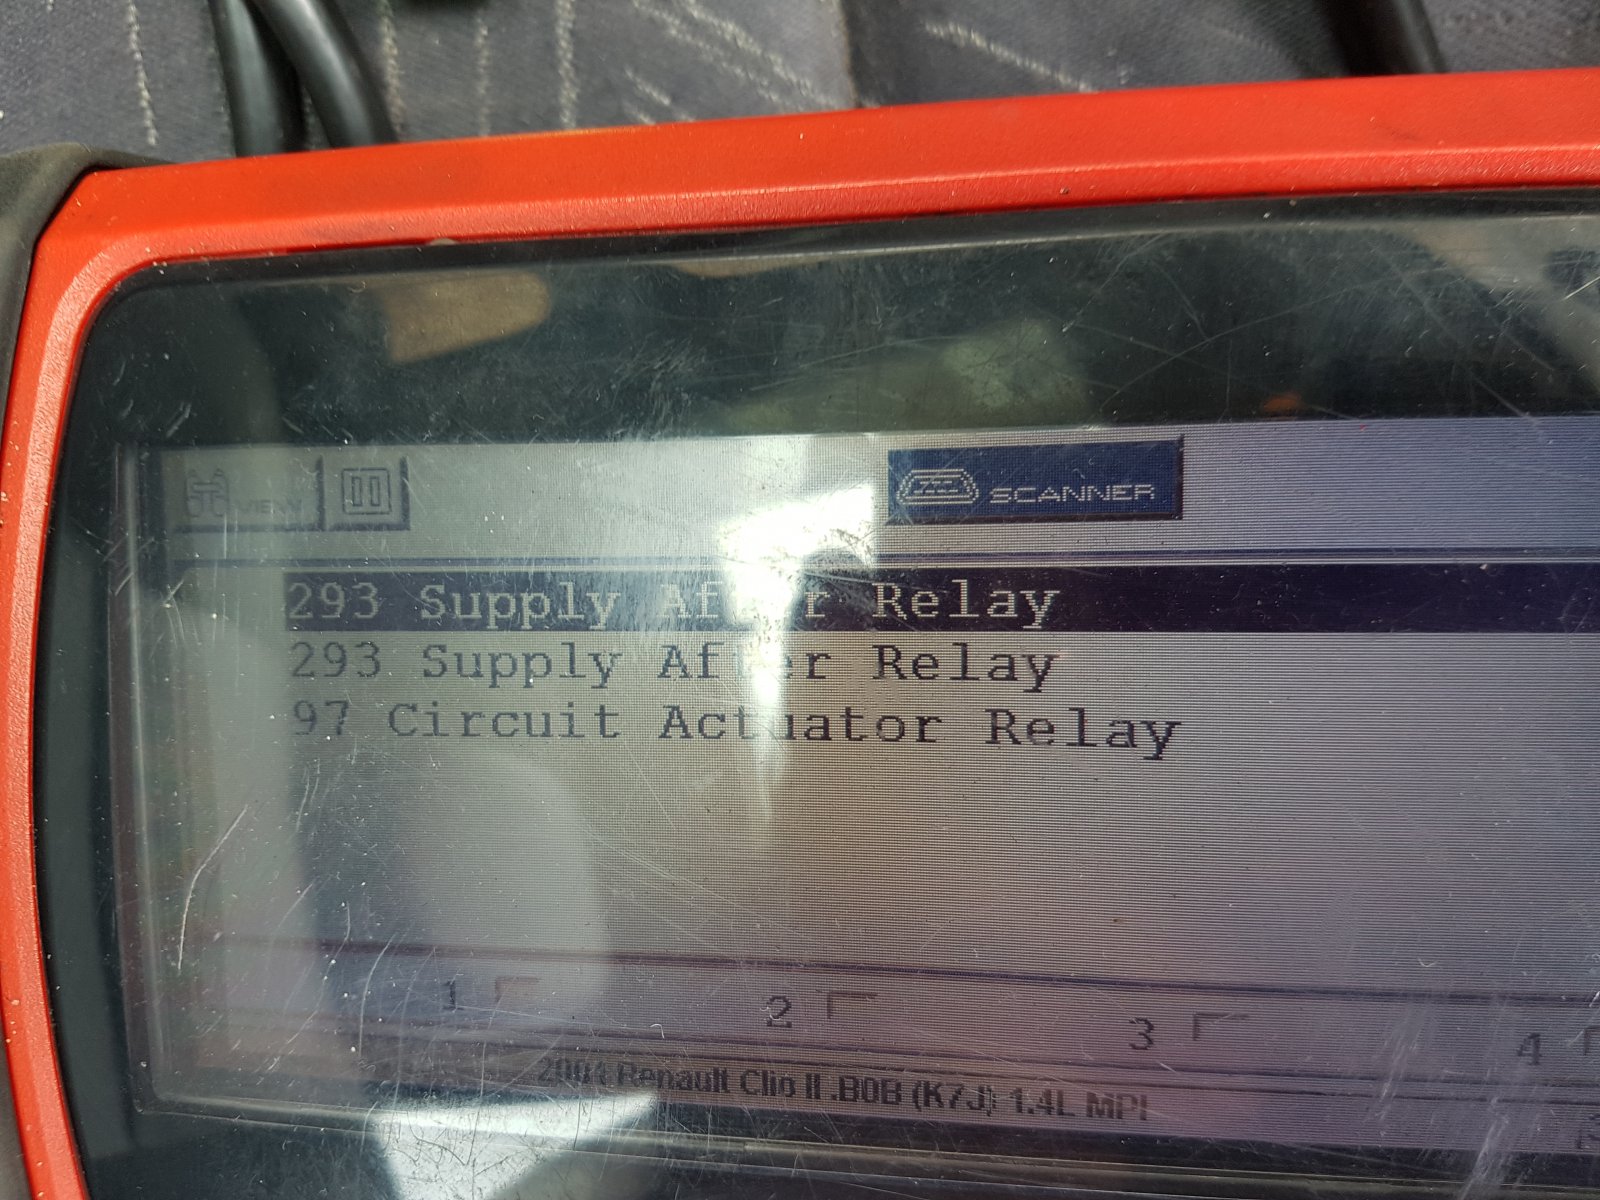 VIEW
SCANNER
293 Supply After Relay
293 Supply After Relay
97 Circuit Actuator Relay
1 2 3 4
Renault Clio II .B0B (K7J) 1.4L MPI